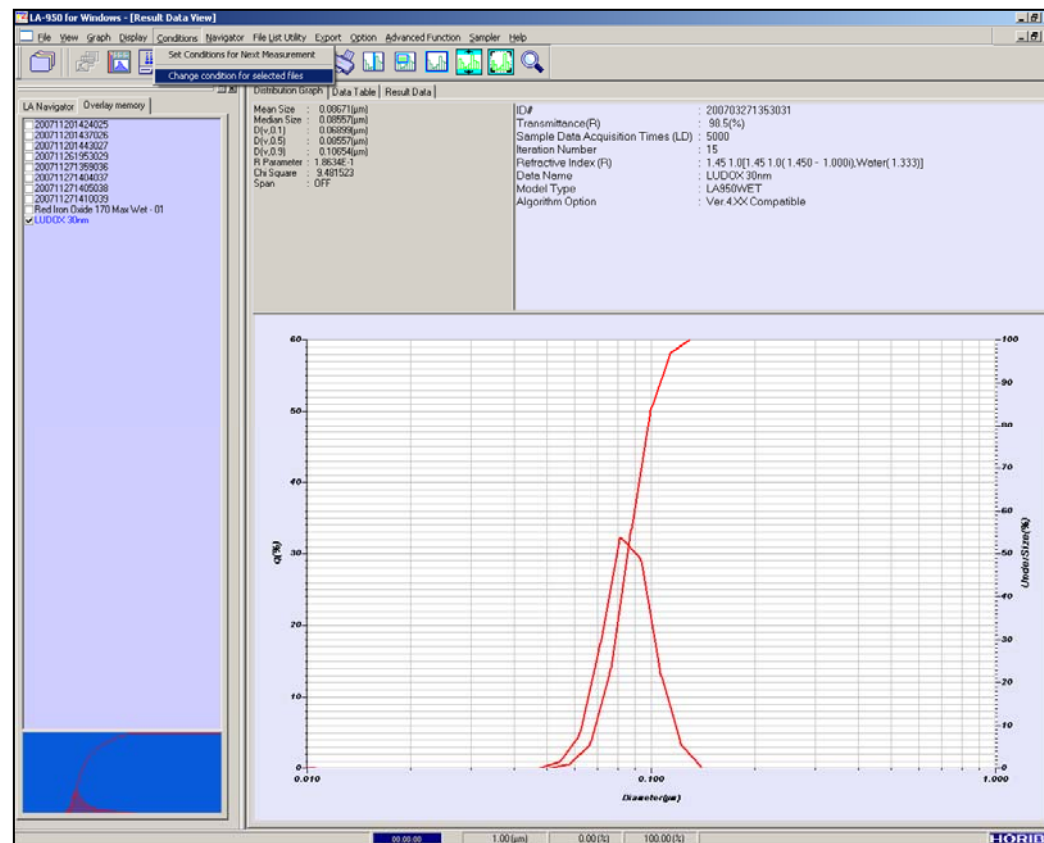 LA-950 for Windows - [Result Data View]
File View Graph Display Conditions Navigator File List Utility Export Option Advanced Function Sampler Help
Set Conditions for Next Measurement
Change condition for selected files
LA Navigator Overlay memory
200711201424025
200711201437026
200711201443027
200711261953029
200711271359036
200711271404037
200711271405038
200711271410039
Red Iron Oxide 170 Max Wet - 01
LUDOX 30nm
Distribution Graph Data Table Result Data
Mean Size : 0.08671(µm)
Median Size : 0.08557(µm)
D(v,0.1) : 0.06899(µm)
D(v,0.5) : 0.08557(µm)
D(v,0.9) : 0.10654(µm)
R Parameter : 1.8634E-1
Chi Square : 9.481523
Span : OFF
ID# : 200703271353031
Transmittance(R) : 98.5(%)
Sample Data Acquisition Times (LD) : 5000
Iteration Number : 15
Refractive Index (R) : 1.45 1.0[1.45 1.0( 1.450 - 1.000i),Water( 1.333)]
Data Name : LUDOX 30nm
Model Type : LA950WET
Algorithm Option : Ver.4.XX Compatible
60
50
40
30
20
10
0
q(%)
100
90
80
70
60
50
40
30
20
10
0
UnderSize(%)
0.010 0.100 1.000
Diameter(µm)
00:00:00 1.00(µm) 0.00(%) 100.00(%) HORIB